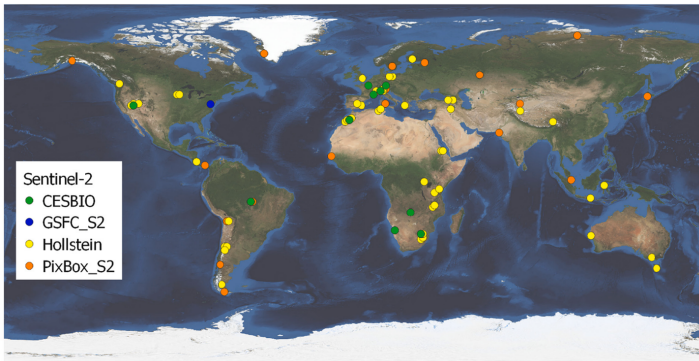 Sentinel-2
CESBIO
GSFC_S2
Hollstein
PixBox_S2